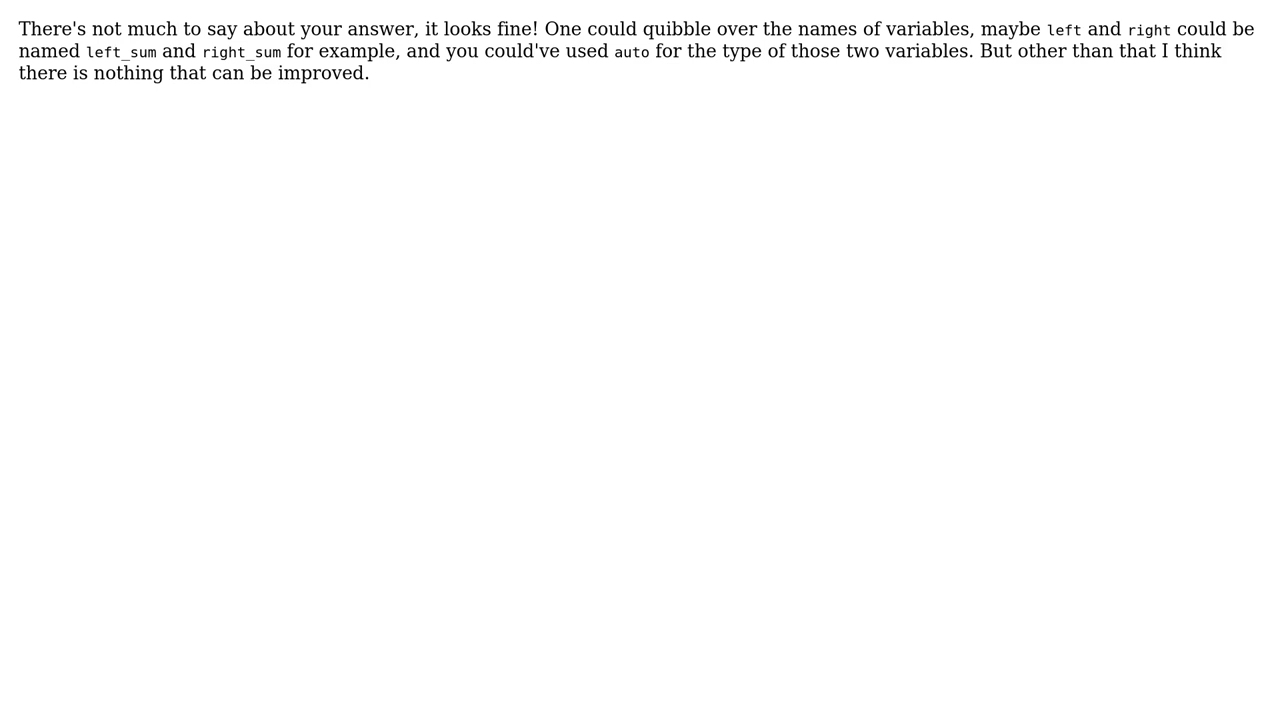 There's not much to say about your answer, it looks fine! One could quibble over the names of variables, maybe left and right could be
named left_sum and right_sum for example, and you could've used auto for the type of those two variables. But other than that I think
there is nothing that can be improved.